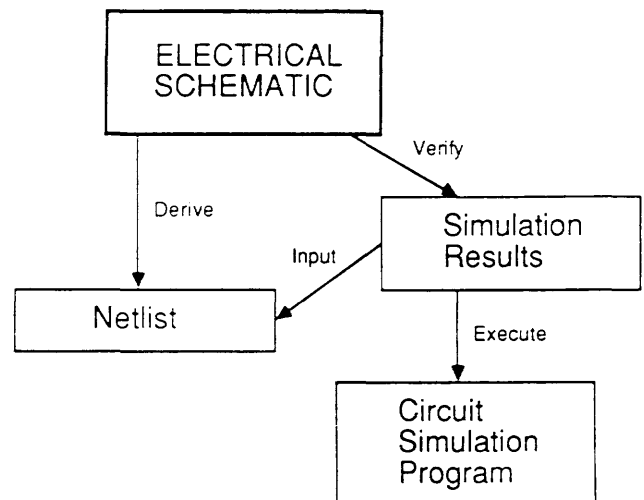 ELECTRICAL
SCHEMATIC
Verify
Derive
Simulation
Results
Input
Netlist
Execute
Circuit
Simulation
Program